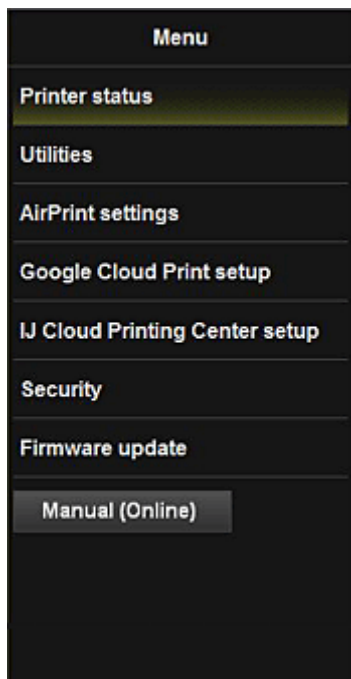 Menu
Printer status
Utilities
AirPrint settings
Google Cloud Print setup
IJ Cloud Printing Center setup
Security
Firmware update
Manual (Online)